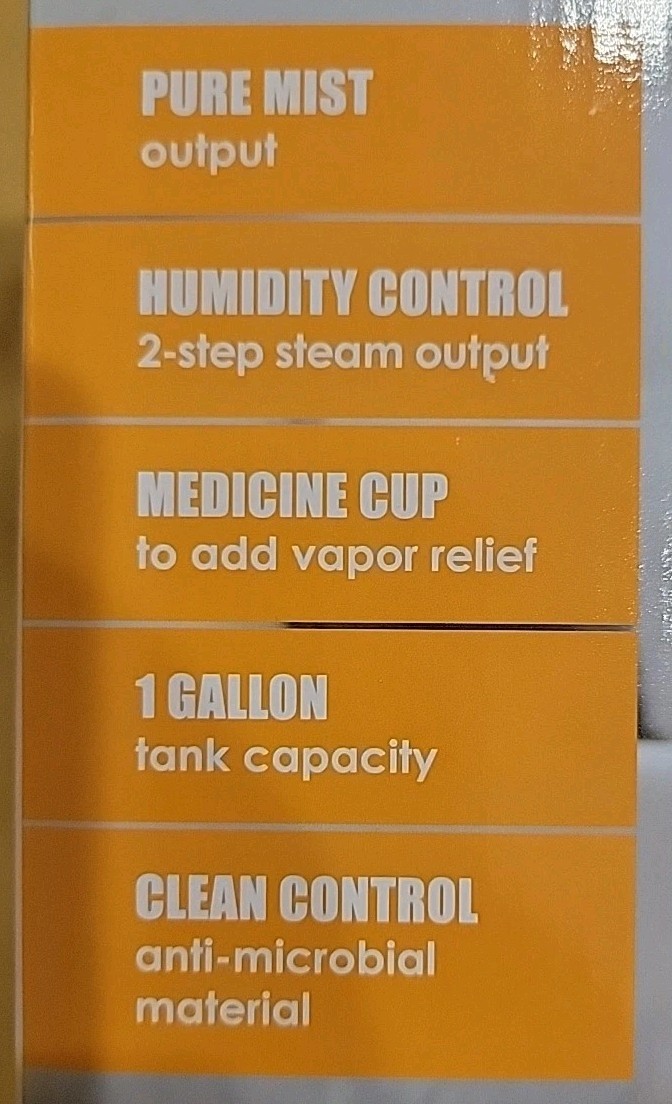 PURE MIST
output
HUMIDITY CONTROL
2-step steam output
MEDICINE CUP
to add vapor relief
1 GALLON
tank capacity
CLEAN CONTROL
anti-microbial
material